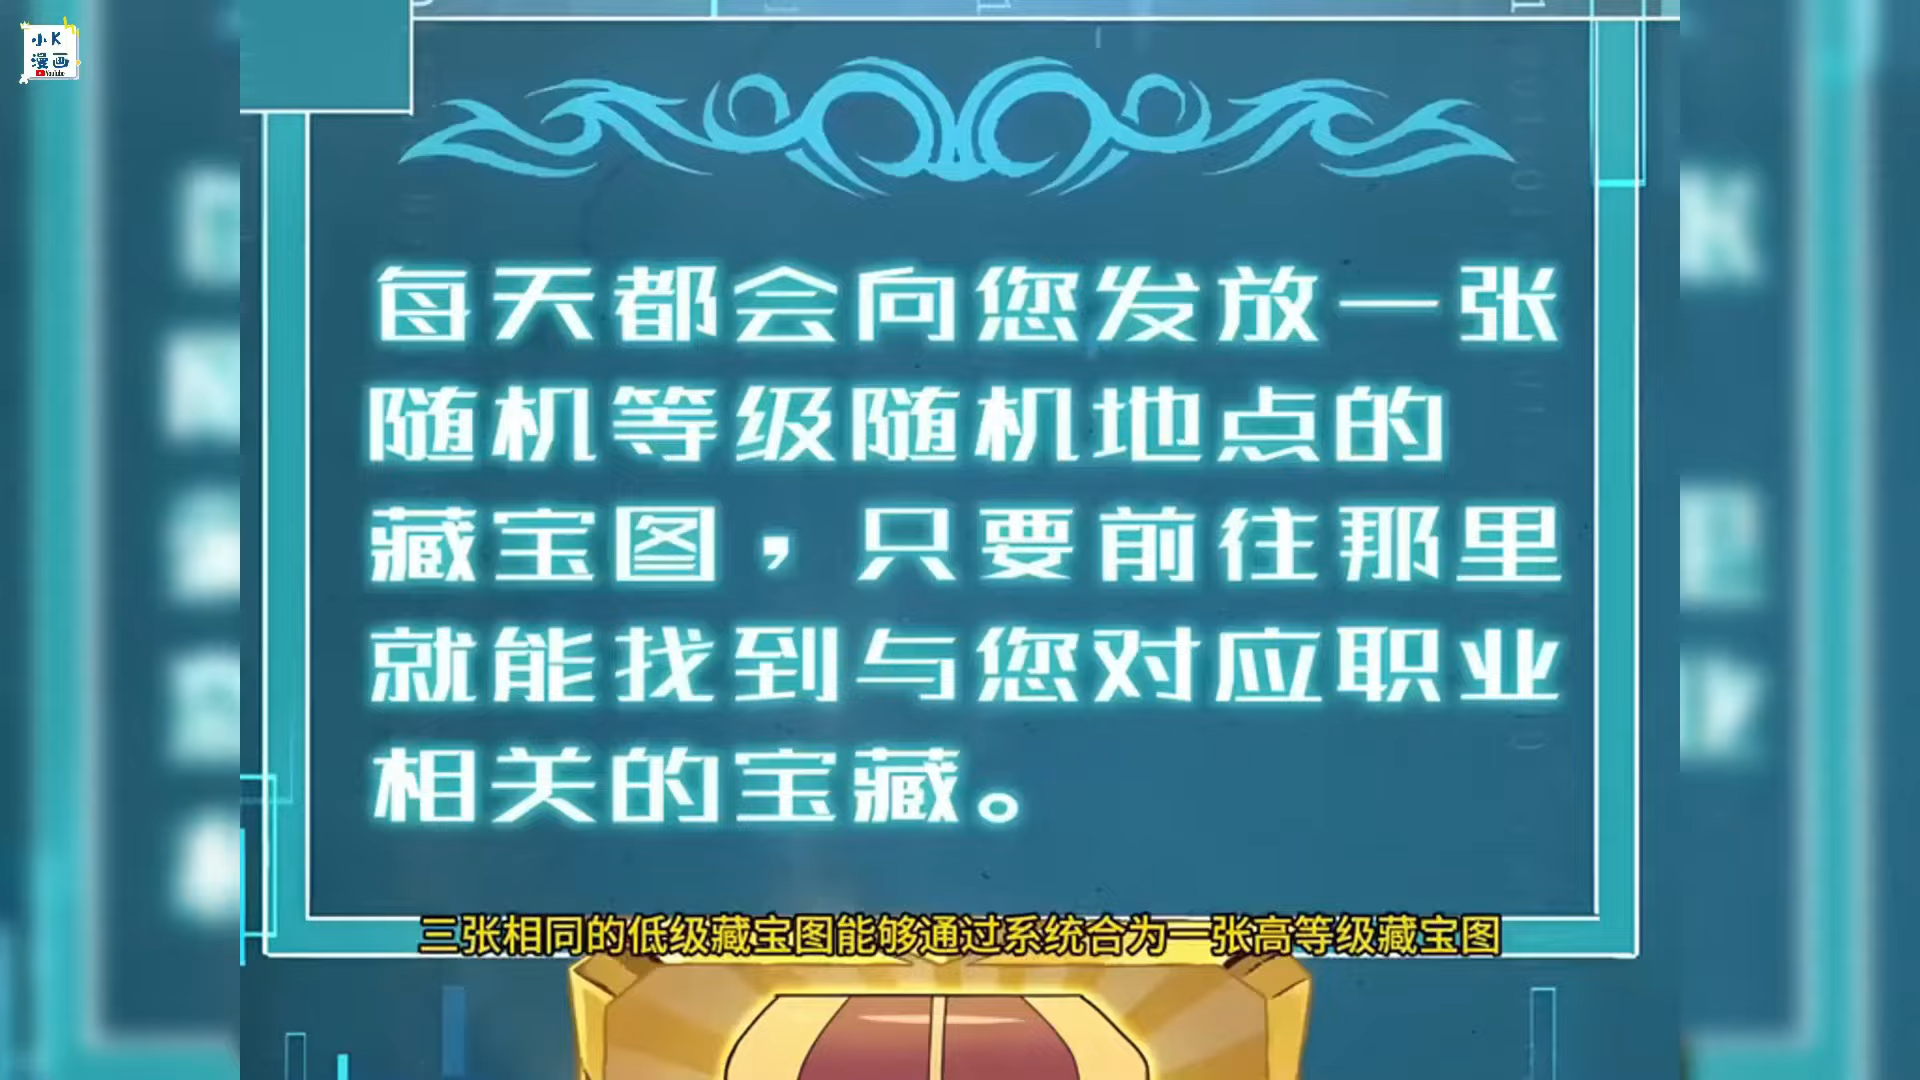 小K
漫画
YouTube
每天都会向您发放一张
随机等级随机地点的
藏宝图，只要前往那里
就能找到与您对应职业
相关的宝藏。
三张相同的低级藏宝图能够通过系统合为一张高等级藏宝图